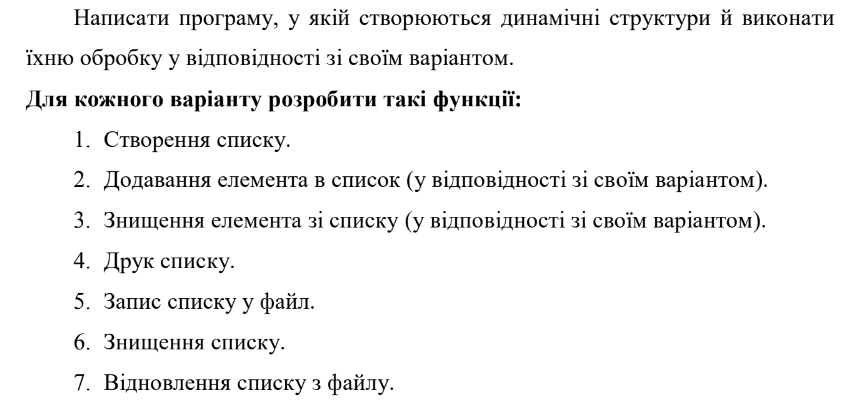 Написати програму, у якій створюються динамічні структури й виконати
їхню обробку у відповідності зі своїм варіантом.
Для кожного варіанту розробити такі функції:
1. Створення списку.
2. Додавання елемента в список (у відповідності зі своїм варіантом).
3. Знищення елемента зі списку (у відповідності зі своїм варіантом).
4. Друк списку.
5. Запис списку у файл.
6. Знищення списку.
7. Відновлення списку з файлу.